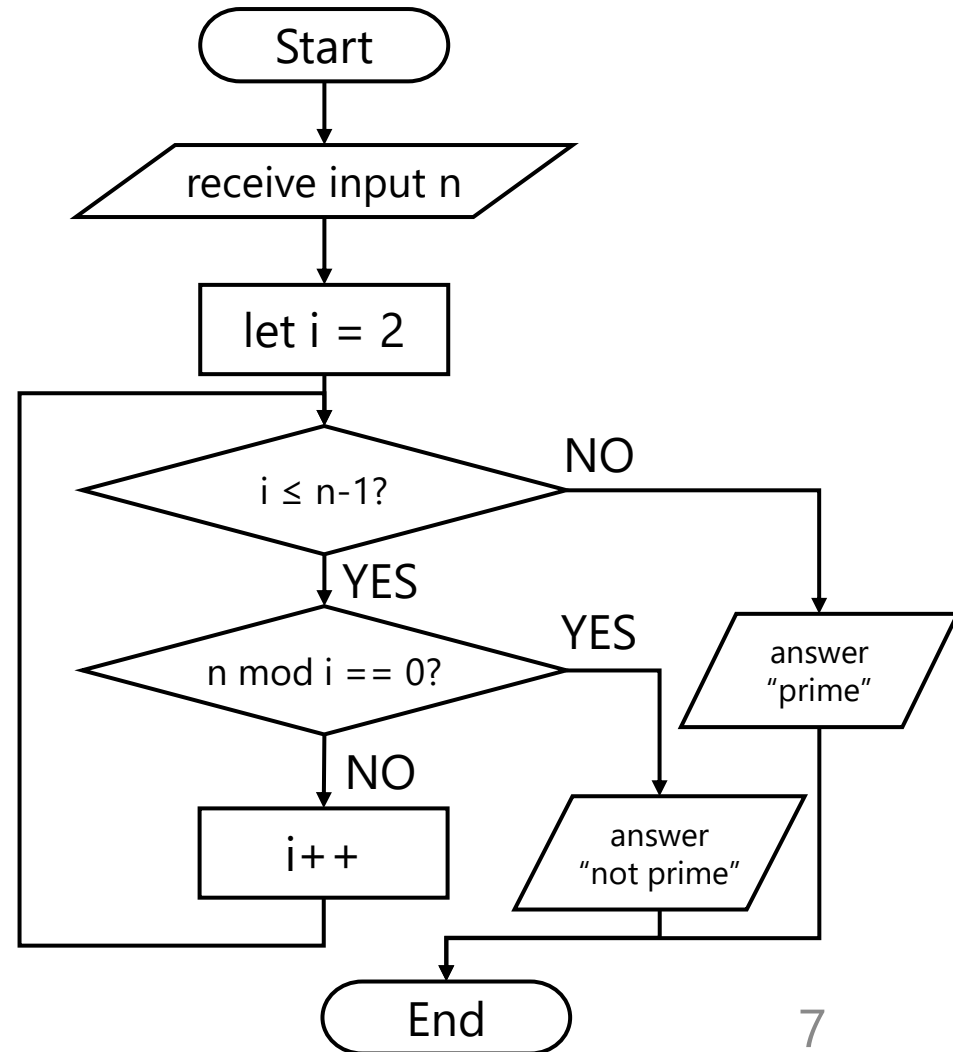 Start
receive input n
let i = 2
i ≤ n-1?
NO
YES
n mod i == 0?
YES
NO
i++
answer
“prime”
answer
“not prime”
End
7